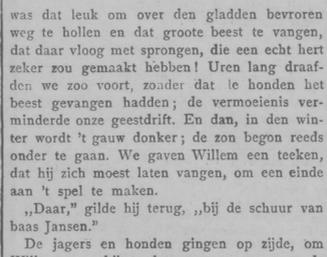 was dat leuk om over den gladden bevroren
weg te hollen en dat groote beest te vangen,
dat daar vloog met sprongen, die een echt hert
zeker zou gemaakt hebben! Uren lang draaf-
den we zoo voort, zonder dat de honden het
beest gevangen hadden; de vermoeienis ver-
minderde onze geestdrift. En dan, in den win-
ter wordt 't gauw donker; de zon begon reeds
onder te gaan. We gaven Willem een teeken,
dat hij zich moest laten vangen, om een einde
aan 't spel te maken.
„Daar," gilde hij terug, „bij de schuur van
baas Jansen."
De jagers en honden gingen op zijde, om